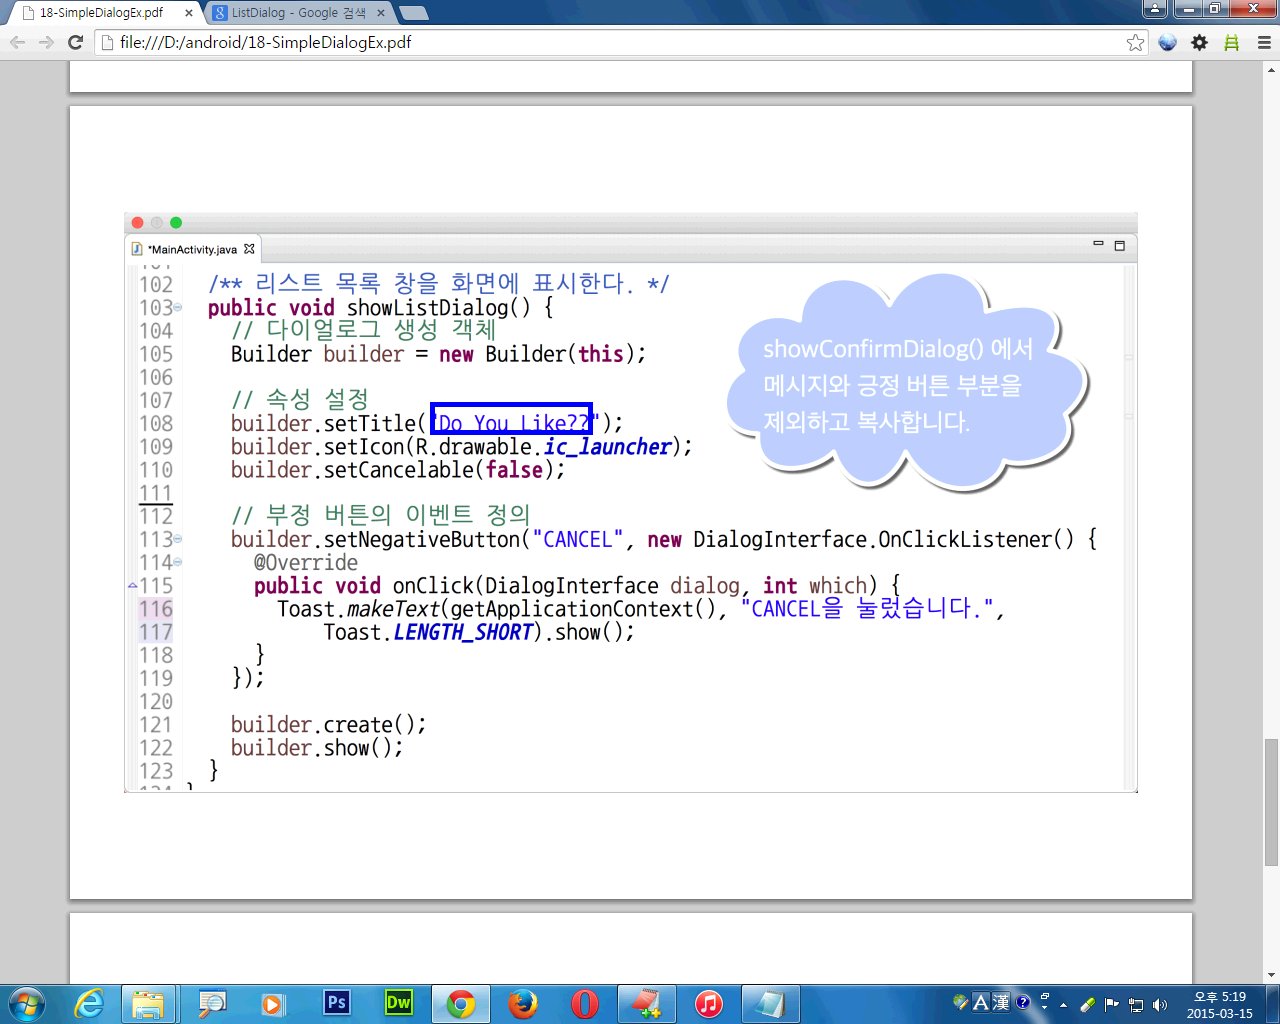 18-SimpleDialogEx.pdf
ListDialog - Google 검색
file:///D:/android/18-SimpleDialogEx.pdf
*MainActivity.java
102 /** 리스트 목록 창을 화면에 표시한다. */
103 public void showListDialog() {
104 // 다이얼로그 생성 객체
105 Builder builder = new Builder(this);
106
107 // 속성 설정
108 builder.setTitle("Do You Like??");
109 builder.setIcon(R.drawable.ic_launcher);
110 builder.setCancelable(false);
111
112 // 부정 버튼의 이벤트 정의
113 builder.setNegativeButton("CANCEL", new DialogInterface.OnClickListener() {
114 @Override
115 public void onClick(DialogInterface dialog, int which) {
116 Toast.makeText(getApplicationContext(), "CANCEL을 눌렀습니다.",
117 Toast.LENGTH_SHORT).show();
118 }
119 });
120
121 builder.create();
122 builder.show();
123 }
showConfirmDialog() 에서
메시지와 긍정 버튼 부분을
제외하고 복사합니다.
Ps
Dw
A 漢
오후 5:19
2015-03-15